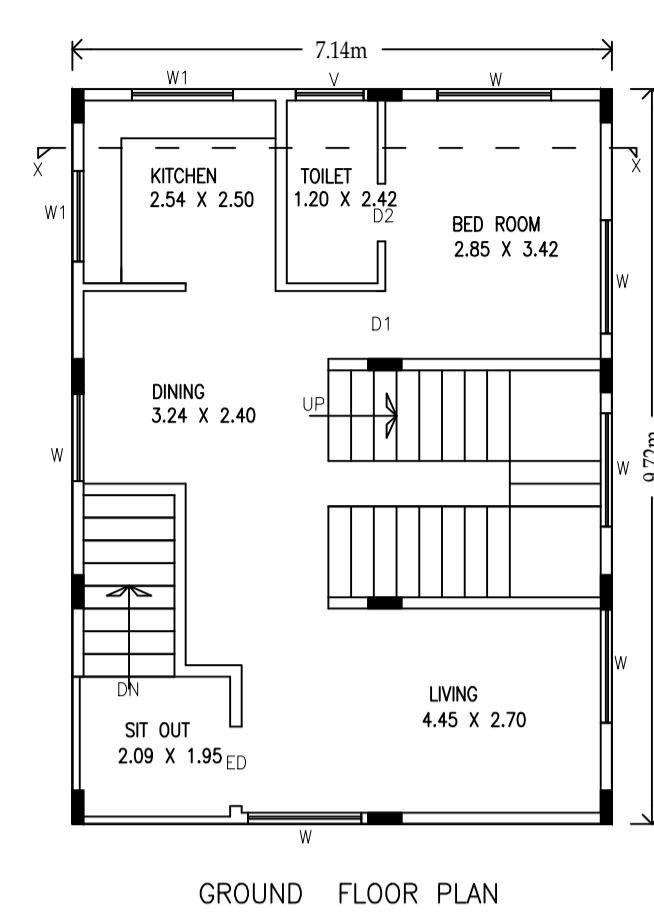 7.14m
W1 V W
X X
KITCHEN
2.54 X 2.50
TOILET
1.20 X 2.42
D2
W1
BED ROOM
2.85 X 3.42
W
D1
DINING
3.24 X 2.40
UP
W
W
9.72m
DN
SIT OUT
2.09 X 1.95
ED
LIVING
4.45 X 2.70
W
W
GROUND FLOOR PLAN